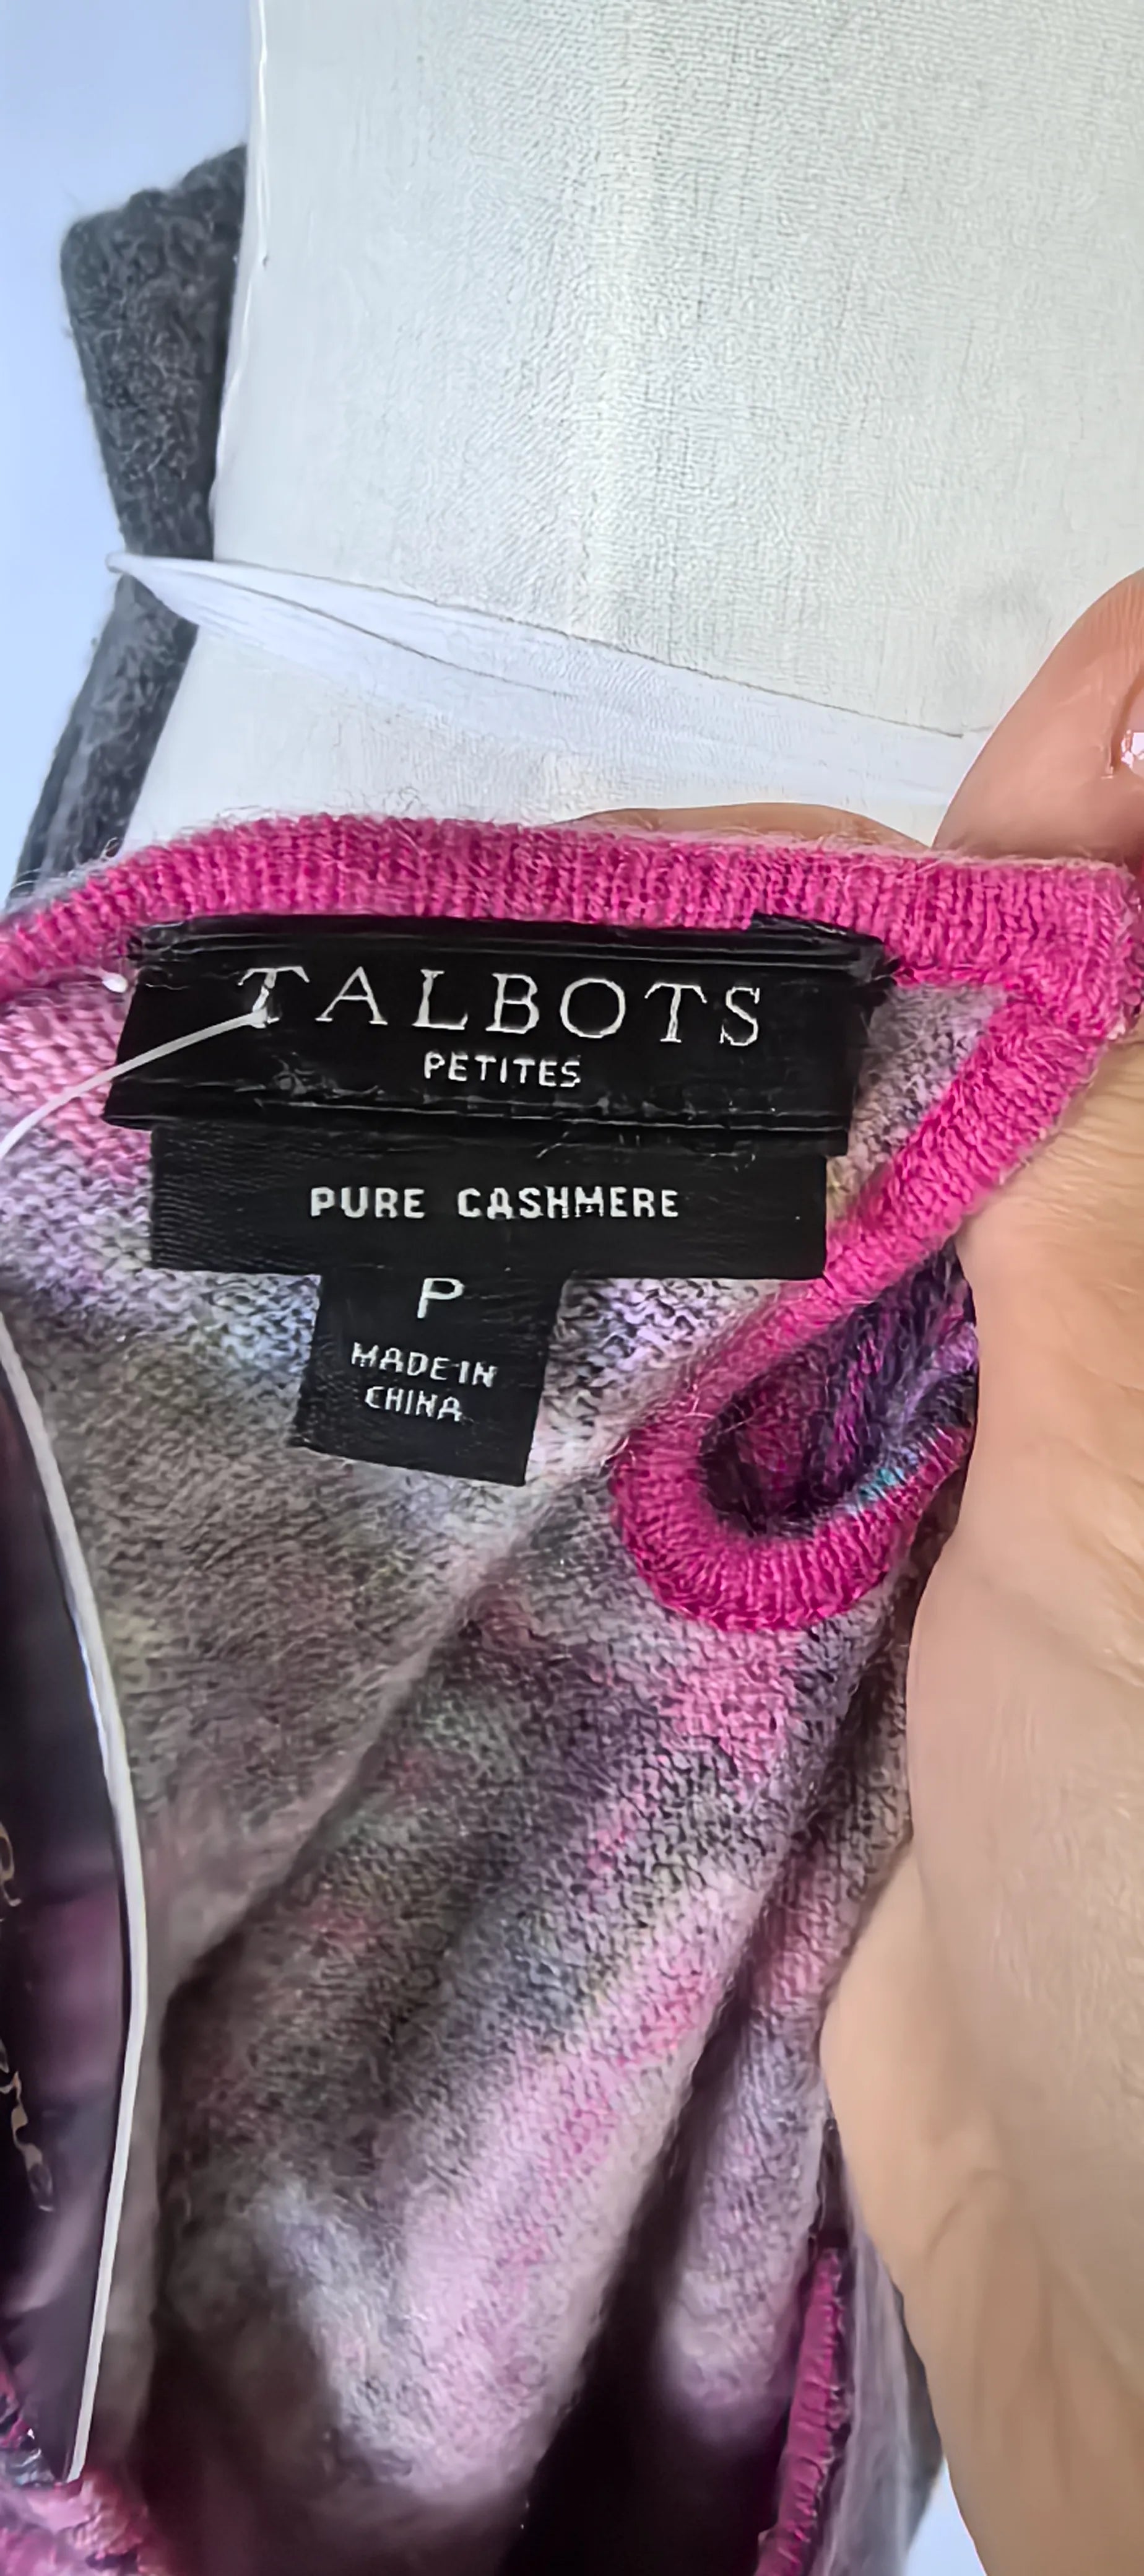 TALBOTS
PETITES
PURE CASHMERE
P
MADE IN
CHINA